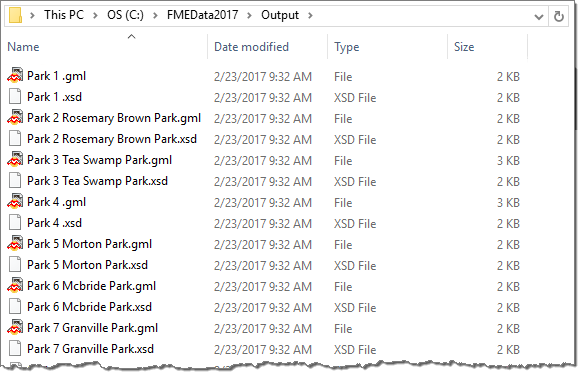 This PC > OS (C:) > FMEData2017 > Output >
Name Date modified Type Size
Park 1 .gml 2/23/2017 9:32 AM File 2 KB
Park 1 .xsd 2/23/2017 9:32 AM XSD File 2 KB
Park 2 Rosemary Brown Park.gml 2/23/2017 9:32 AM File 2 KB
Park 2 Rosemary Brown Park.xsd 2/23/2017 9:32 AM XSD File 2 KB
Park 3 Tea Swamp Park.gml 2/23/2017 9:32 AM File 3 KB
Park 3 Tea Swamp Park.xsd 2/23/2017 9:32 AM XSD File 2 KB
Park 4 .gml 2/23/2017 9:32 AM File 3 KB
Park 4 .xsd 2/23/2017 9:32 AM XSD File 2 KB
Park 5 Morton Park.gml 2/23/2017 9:32 AM File 2 KB
Park 5 Morton Park.xsd 2/23/2017 9:32 AM XSD File 2 KB
Park 6 Mcbride Park.gml 2/23/2017 9:32 AM File 2 KB
Park 6 Mcbride Park.xsd 2/23/2017 9:32 AM XSD File 2 KB
Park 7 Granville Park.gml 2/23/2017 9:32 AM File 2 KB
Park 7 Granville Park.xsd 2/23/2017 9:32 AM XSD File 2 KB